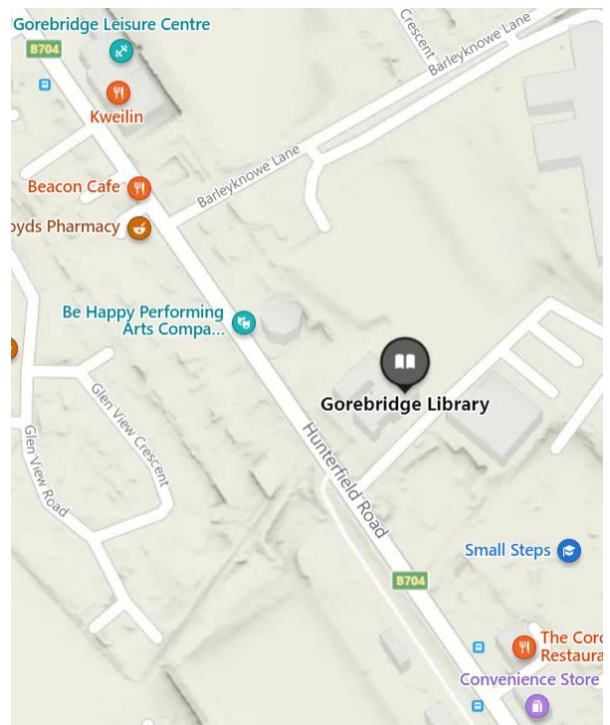 Gorebridge Leisure Centre
B704
Kweilin
Crescent
Barleyknowe Lane
Barleyknowe Lane
Beacon Cafe
oyds Pharmacy
Be Happy Performing
Arts Compa...
Gorebridge Library
Glen View Crescent
Glen View Road
Hunterfield Road
Small Steps
B704
The Coro
Restaura
Convenience Store